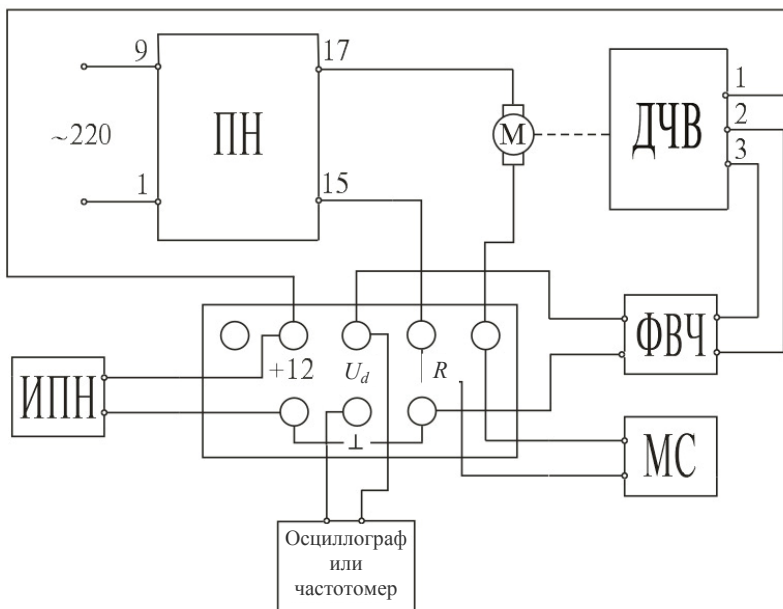 9
17
1
ПН
М
ДЧВ
2
~220
3
1
15
+12
U_d
R
ФВЧ
ИПН
⊥
МС
Осциллограф
или
частотомер